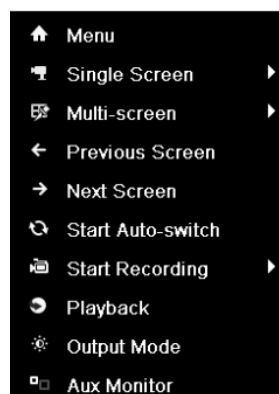 Menu
Single Screen
Multi-screen
Previous Screen
Next Screen
Start Auto-switch
Start Recording
Playback
Output Mode
Aux Monitor